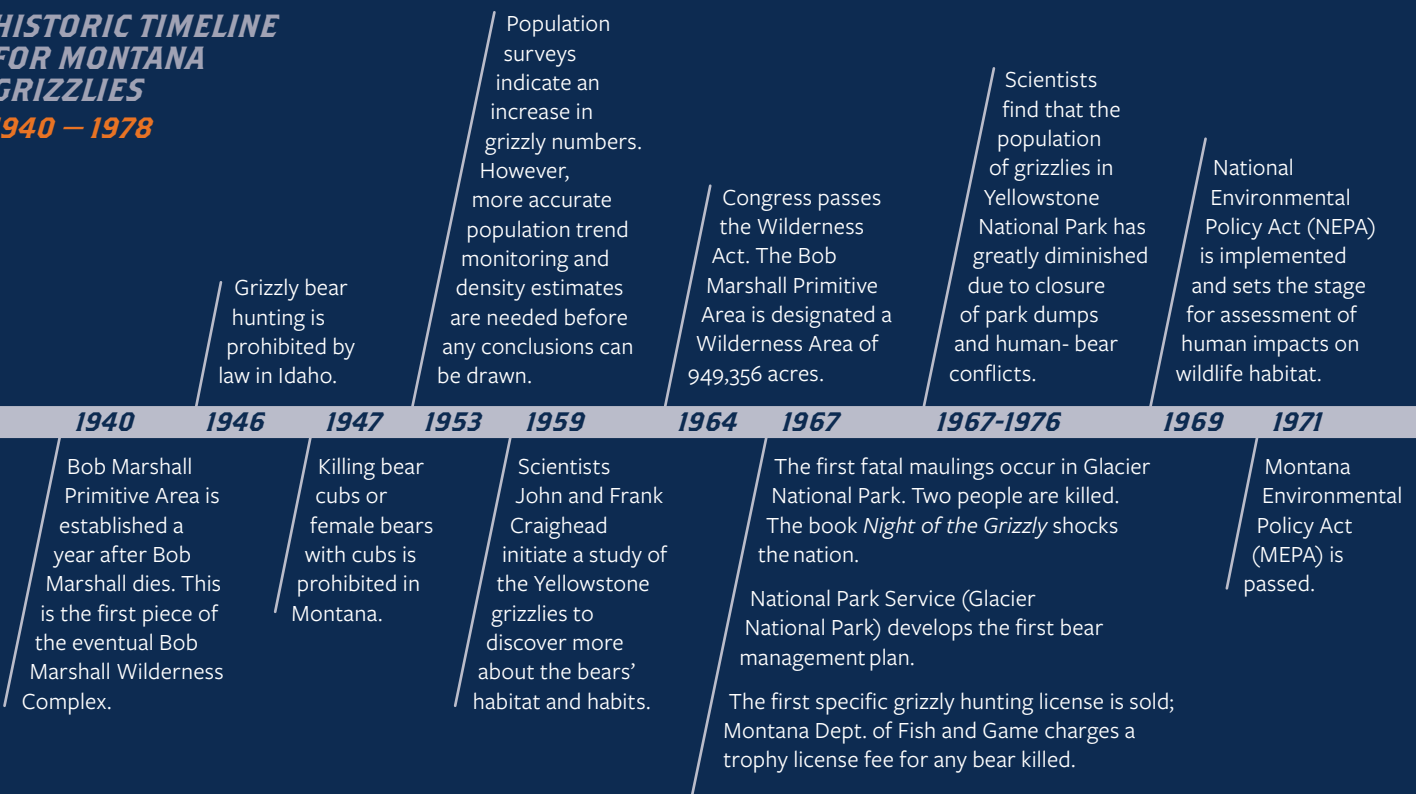 HISTORIC TIMELINE
FOR MONTANA
GRIZZLIES
1940 – 1978
Population
surveys
indicate an
increase in
grizzly numbers.
However,
more accurate
population trend
monitoring and
density estimates
are needed before
any conclusions can
be drawn.
Scientists
find that the
population
of grizzlies in
Yellowstone
National Park has
greatly diminished
due to closure
of park dumps
and human- bear
conflicts.
National
Environmental
Policy Act (NEPA)
is implemented
and sets the stage
for assessment of
human impacts on
wildlife habitat.
Congress passes
the Wilderness
Act. The Bob
Marshall Primitive
Area is designated a
Wilderness Area of
949,356 acres.
Grizzly bear
hunting is
prohibited by
law in Idaho.
1940 1946 1947 1953 1959 1964 1967 1967-1976 1969 1971
Bob Marshall
Primitive Area is
established a
year after Bob
Marshall dies. This
is the first piece of
the eventual Bob
Marshall Wilderness
Complex.
Killing bear
cubs or
female bears
with cubs is
prohibited in
Montana.
Scientists
John and Frank
Craighead
initiate a study of
the Yellowstone
grizzlies to
discover more
about the bears’
habitat and habits.
The first fatal maulings occur in Glacier
National Park. Two people are killed.
The book Night of the Grizzly shocks
the nation.
National Park Service (Glacier
National Park) develops the first bear
management plan.
The first specific grizzly hunting license is sold;
Montana Dept. of Fish and Game charges a
trophy license fee for any bear killed.
Montana
Environmental
Policy Act
(MEPA) is
passed.